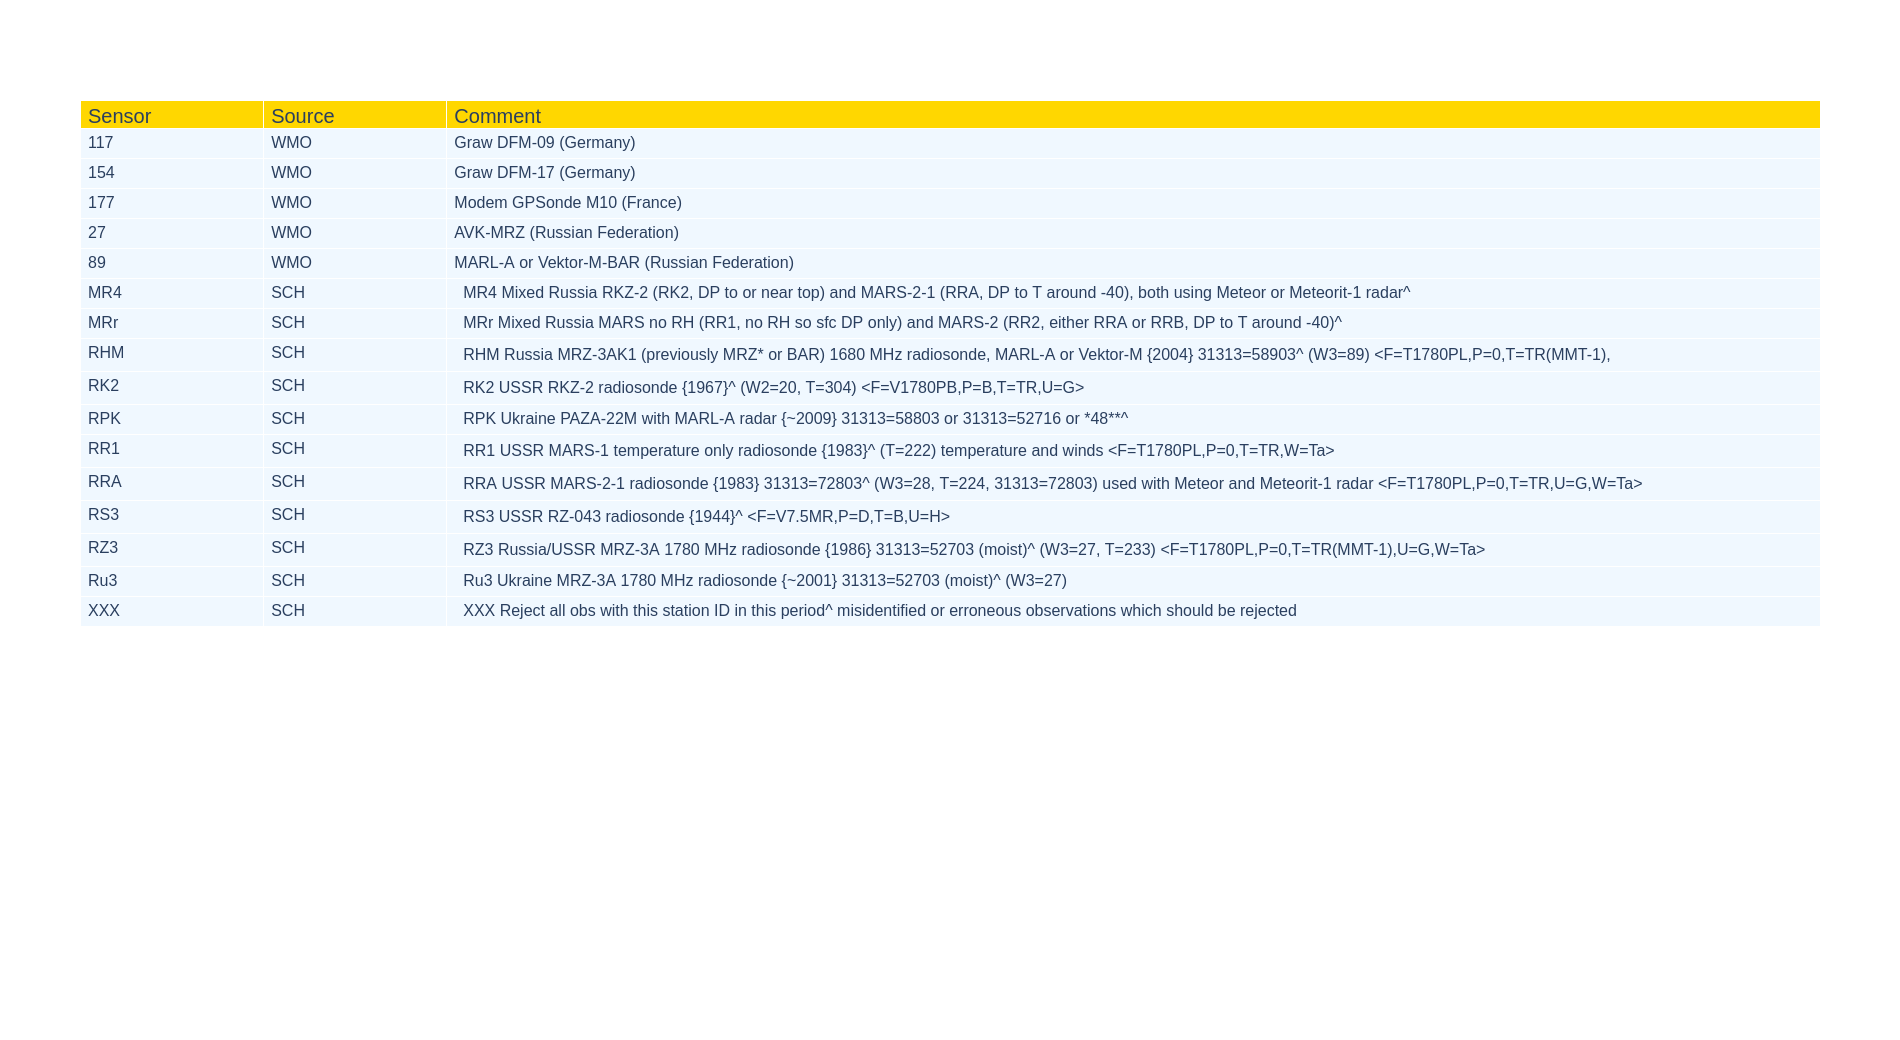 Sensor Source Comment
117 WMO Graw DFM-09 (Germany)
154 WMO Graw DFM-17 (Germany)
177 WMO Modem GPSonde M10 (France)
27 WMO AVK-MRZ (Russian Federation)
89 WMO MARL-A or Vektor-M-BAR (Russian Federation)
MR4 SCH MR4 Mixed Russia RKZ-2 (RK2, DP to or near top) and MARS-2-1 (RRA, DP to T around -40), both using Meteor or Meteorit-1 radar^
MRr SCH MRr Mixed Russia MARS no RH (RR1, no RH so sfc DP only) and MARS-2 (RR2, either RRA or RRB, DP to T around -40)^
RHM SCH RHM Russia MRZ-3AK1 (previously MRZ* or BAR) 1680 MHz radiosonde, MARL-A or Vektor-M {2004} 31313=58903^ (W3=89) <F=T1780PL,P=0,T=TR(MMT-1),
RK2 SCH RK2 USSR RKZ-2 radiosonde {1967}^ (W2=20, T=304) <F=V1780PB,P=B,T=TR,U=G>
RPK SCH RPK Ukraine PAZA-22M with MARL-A radar {~2009} 31313=58803 or 31313=52716 or *48**^
RR1 SCH RR1 USSR MARS-1 temperature only radiosonde {1983}^ (T=222) temperature and winds <F=T1780PL,P=0,T=TR,W=Ta>
RRA SCH RRA USSR MARS-2-1 radiosonde {1983} 31313=72803^ (W3=28, T=224, 31313=72803) used with Meteor and Meteorit-1 radar <F=T1780PL,P=0,T=TR,U=G,W=Ta>
RS3 SCH RS3 USSR RZ-043 radiosonde {1944}^ <F=V7.5MR,P=D,T=B,U=H>
RZ3 SCH RZ3 Russia/USSR MRZ-3A 1780 MHz radiosonde {1986} 31313=52703 (moist)^ (W3=27, T=233) <F=T1780PL,P=0,T=TR(MMT-1),U=G,W=Ta>
Ru3 SCH Ru3 Ukraine MRZ-3A 1780 MHz radiosonde {~2001} 31313=52703 (moist)^ (W3=27)
XXX SCH XXX Reject all obs with this station ID in this period^ misidentified or erroneous observations which should be rejected